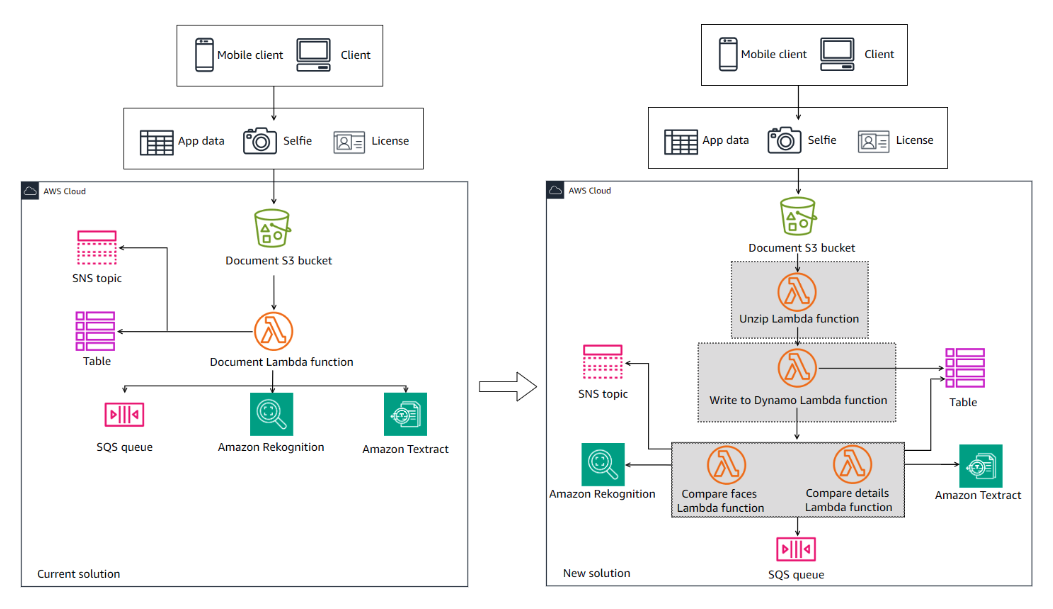 Mobile client
Client
App data
Selfie
License
AWS Cloud
Document S3 bucket
SNS topic
Table
Document Lambda function
SQS queue
Amazon Rekognition
Amazon Textract
Current solution
Mobile client
Client
App data
Selfie
License
AWS Cloud
Document S3 bucket
Unzip Lambda function
SNS topic
Write to Dynamo Lambda function
Table
Amazon Rekognition
Compare faces
Lambda function
Compare details
Lambda function
Amazon Textract
SQS queue
New solution